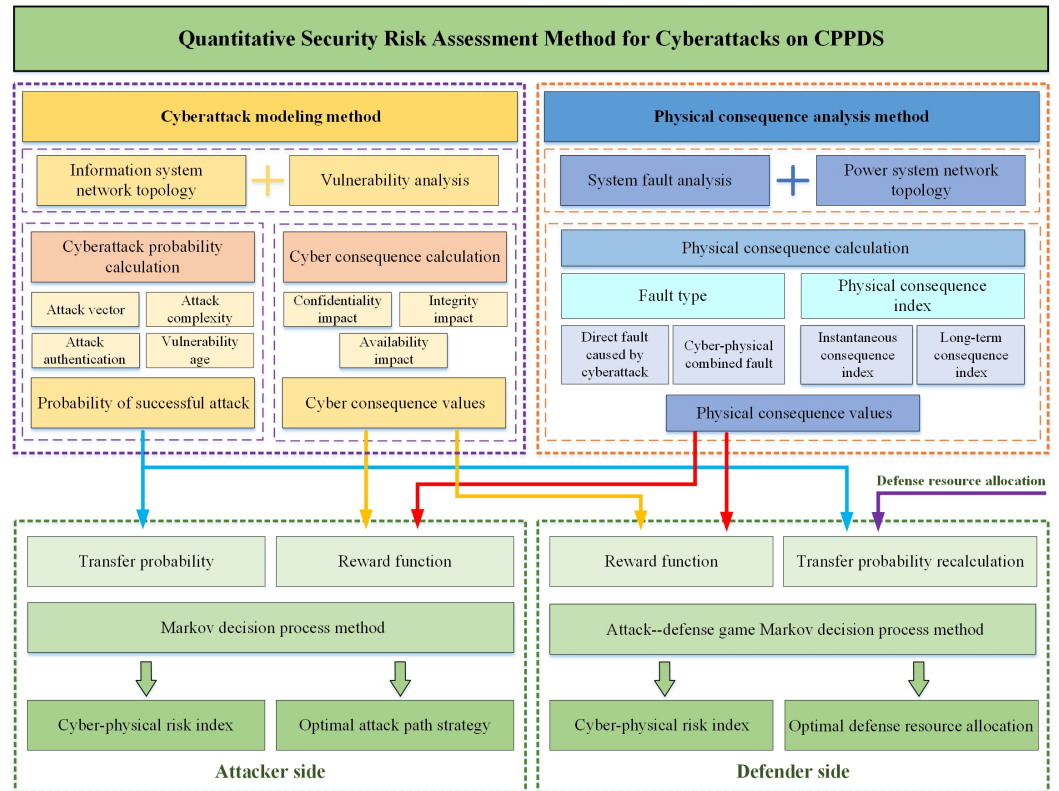 Quantitative Security Risk Assessment Method for Cyberattacks on CPPDS
Cyberattack modeling method
Information system
network topology
Vulnerability analysis
Cyberattack probability
calculation
Attack vector
Attack
complexity
Attack
authentication
Vulnerability
age
Probability of successful attack
Cyber consequence calculation
Confidentiality
impact
Integrity
impact
Availability
impact
Cyber consequence values
Physical consequence analysis method
System fault analysis
Power system network
topology
Physical consequence calculation
Fault type
Physical consequence
index
Direct fault
caused by
cyberattack
Cyber-physical
combined fault
Instantaneous
consequence
index
Long-term
consequence
index
Physical consequence values
Defense resource allocation
Transfer probability
Reward function
Markov decision process method
Cyber-physical risk index
Optimal attack path strategy
Attacker side
Reward function
Transfer probability recalculation
Attack--defense game Markov decision process method
Cyber-physical risk index
Optimal defense resource allocation
Defender side